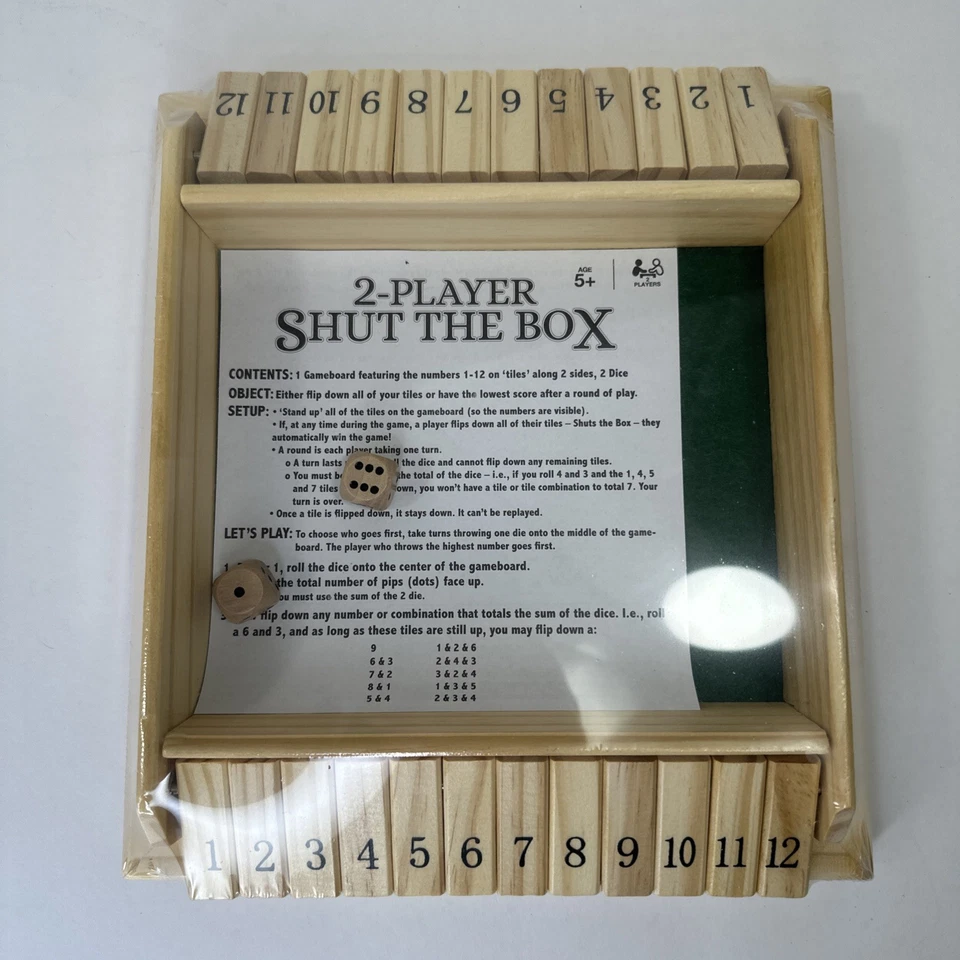 12 11 10 9 8 7 6 5 4 3 2 1
AGE
5+
2
PLAYERS
2-PLAYER
SHUT THE BOX
CONTENTS: 1 Gameboard featuring the numbers 1-12 on ‘tiles’ along 2 sides, 2 Dice
OBJECT: Either flip down all of your tiles or have the lowest score after a round of play.
SETUP: • ‘Stand up’ all of the tiles on the gameboard (so the numbers are visible).
• If, at any time during the game, a player flips down all of their tiles – Shuts the Box – they
automatically win the game!
• A round is each player taking one turn.
o A turn lasts the dice and cannot flip down any remaining tiles.
o You must the total of the dice – i.e., if you roll 4 and 3 and the 1, 4, 5
and 7 tiles own, you won’t have a tile or tile combination to total 7. Your
turn is over.
• Once a tile is flipped down, it stays down. It can’t be replayed.
LET’S PLAY: To choose who goes first, take turns throwing one die onto the middle of the game-
board. The player who throws the highest number goes first.
1, roll the dice onto the center of the gameboard.
the total number of pips (dots) face up.
ou must use the sum of the 2 die.
flip down any number or combination that totals the sum of the dice. I.e., roll
a 6 and 3, and as long as these tiles are still up, you may flip down a:
9 1 & 2 & 6
6 & 3 2 & 4 & 3
7 & 2 3 & 2 & 4
8 & 1 1 & 3 & 5
5 & 4 2 & 3 & 4
1 2 3 4 5 6 7 8 9 10 11 12